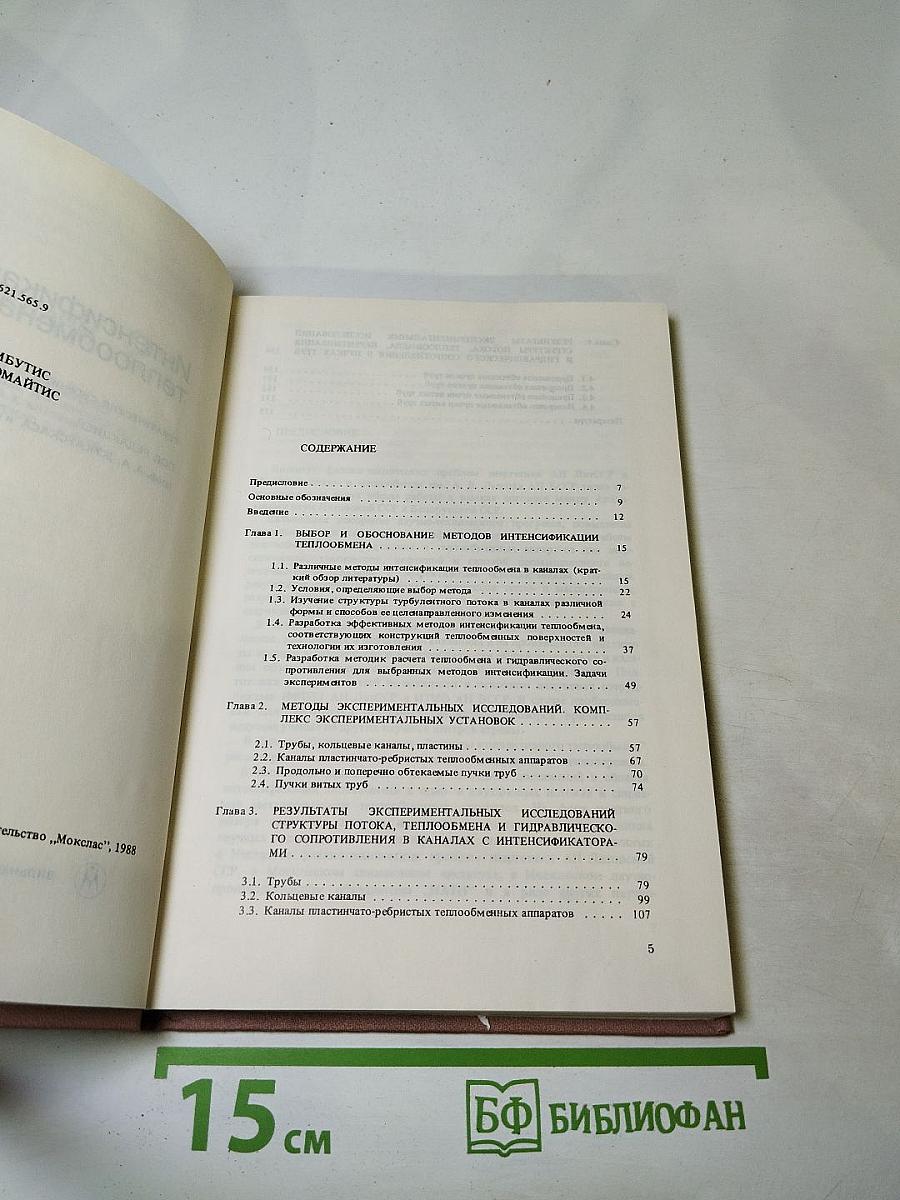 521.565.9
ИБУТИС
ОМАЙТИС
тельство „Мокслас”, 1988
СОДЕРЖАНИЕ
Предисловие . . . . . . . . . . 7
Основные обозначения . . . . . . . . . . 9
Введение . . . . . . . . . . 12
Глава 1. ВЫБОР И ОБОСНОВАНИЕ МЕТОДОВ ИНТЕНСИФИКАЦИИ
ТЕПЛООБМЕНА . . . . . . . . . . 15
1.1. Различные методы интенсификации теплообмена в каналах (крат-
кий обзор литературы) . . . . . . . . . . 15
1.2. Условия, определяющие выбор метода . . . . . . . . . . 22
1.3. Изучение структуры турбулентного потока в каналах различной
формы и способов ее целенаправленного изменения . . . . . . . . . . 24
1.4. Разработка эффективных методов интенсификации теплообмена,
соответствующих конструкций теплообменных поверхностей и
технологии их изготовления . . . . . . . . . . 37
1.5. Разработка методик расчета теплообмена и гидравлического со-
противления для выбранных методов интенсификации. Задачи
экспериментов . . . . . . . . . . 49
Глава 2. МЕТОДЫ ЭКСПЕРИМЕНТАЛЬНЫХ ИССЛЕДОВАНИЙ. КОМП-
ЛЕКС ЭКСПЕРИМЕНТАЛЬНЫХ УСТАНОВОК . . . . . . . . . . 57
2.1. Трубы, кольцевые каналы, пластины . . . . . . . . . . 57
2.2. Каналы пластинчато-ребристых теплообменных аппаратов . . . . . 67
2.3. Продольно и поперечно обтекаемые пучки труб . . . . . . . . . . 70
2.4. Пучки витых труб . . . . . . . . . . 74
Глава 3. РЕЗУЛЬТАТЫ ЭКСПЕРИМЕНТАЛЬНЫХ ИССЛЕДОВАНИЙ
СТРУКТУРЫ ПОТОКА, ТЕПЛООБМЕНА И ГИДРАВЛИЧЕСКО-
ГО СОПРОТИВЛЕНИЯ В КАНАЛАХ С ИНТЕНСИФИКАТОРА-
МИ . . . . . . . . . . 79
3.1. Трубы . . . . . . . . . . 79
3.2. Кольцевые каналы . . . . . . . . . . 99
3.3. Каналы пластинчато-ребристых теплообменных аппаратов . . . . . 107
5
15 см
БФ БИБЛИОФАН